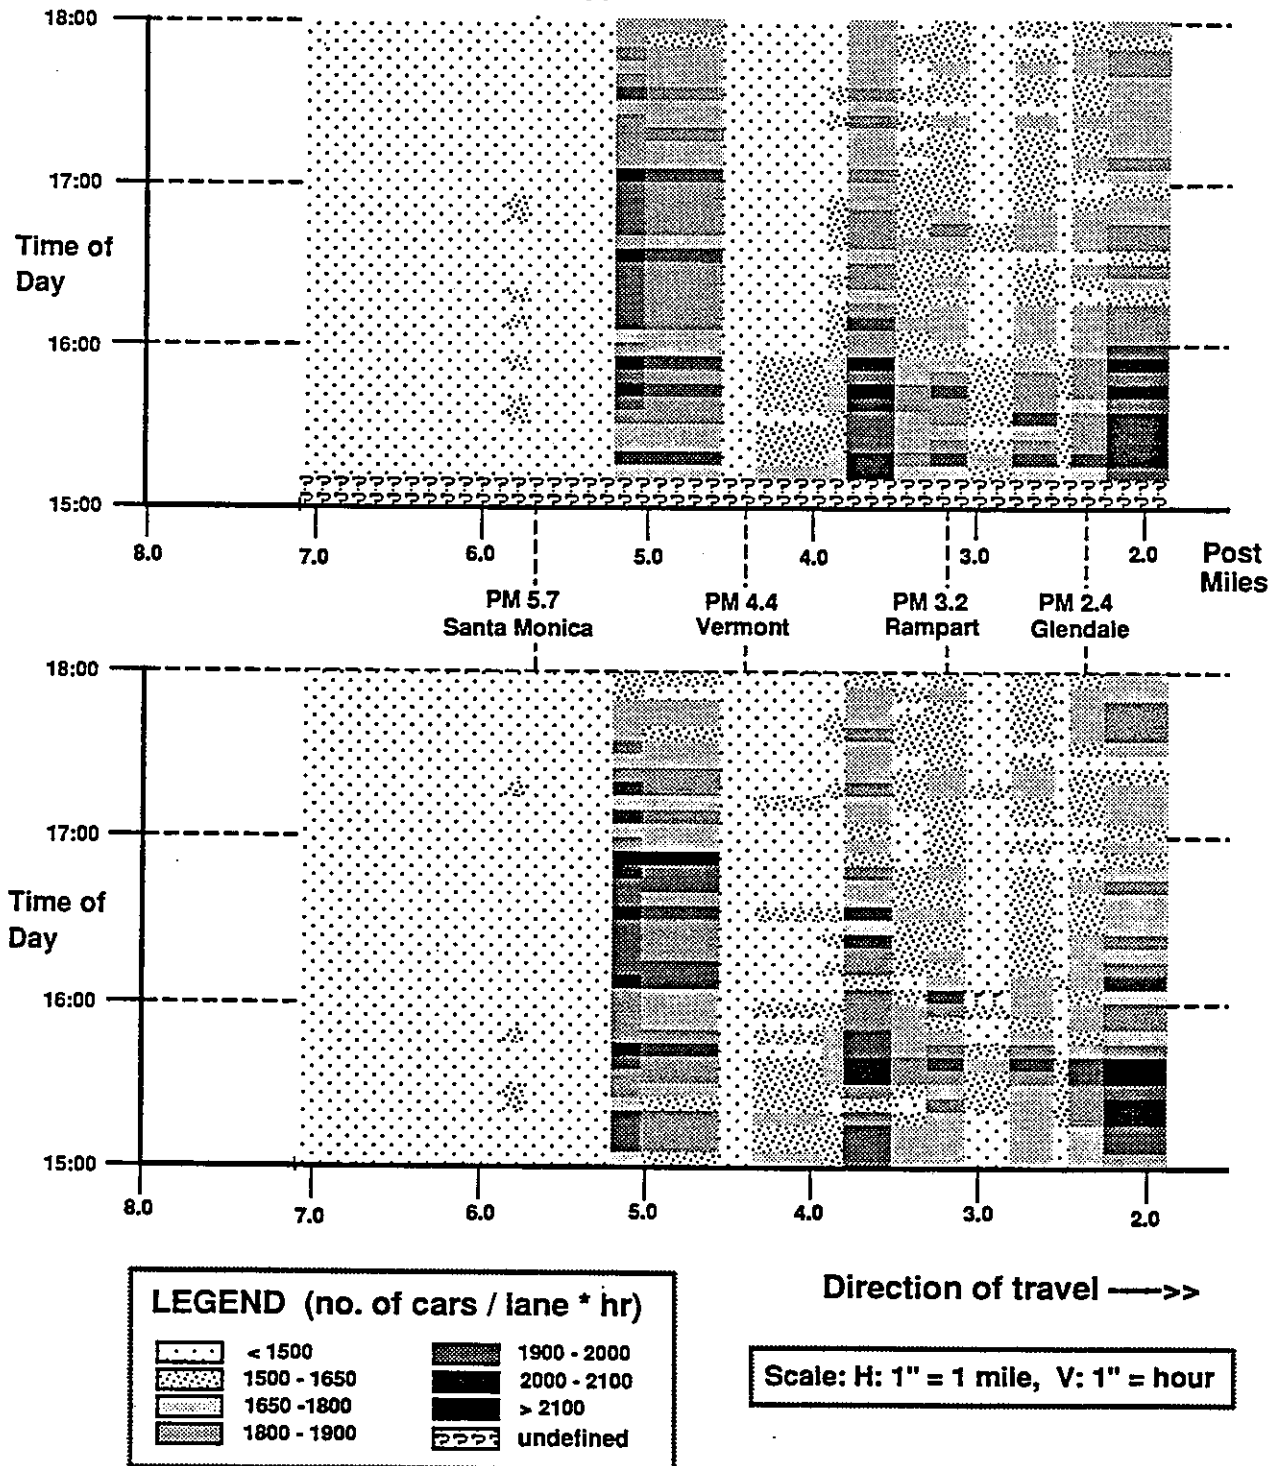 18:00
17:00
Time of
Day
16:00
15:00
8.0 7.0 6.0 5.0 4.0 3.0 2.0 Post
Miles
PM 5.7 PM 4.4 PM 3.2 PM 2.4
Santa Monica Vermont Rampart Glendale
18:00
17:00
Time of
Day
16:00
15:00
8.0 7.0 6.0 5.0 4.0 3.0 2.0
Direction of travel —->>
LEGEND (no. of cars / lane * hr)
< 1500 1900 - 2000
1500 - 1650 2000 - 2100
1650 -1800 > 2100
1800 - 1900 undefined
Scale: H: 1" = 1 mile, V: 1" = hour